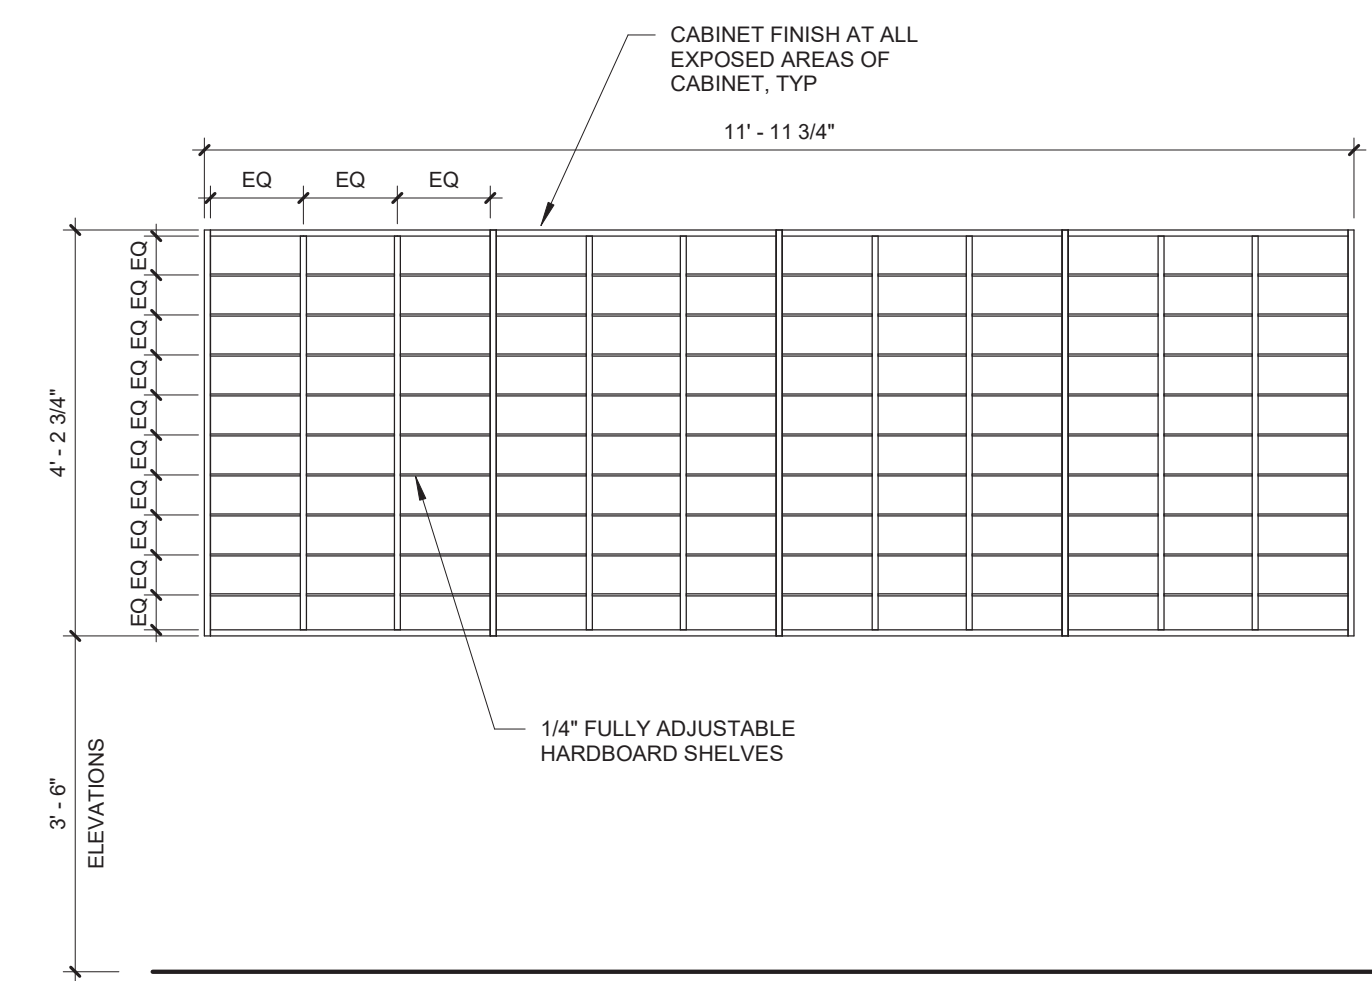 CABINET FINISH AT ALL
EXPOSED AREAS OF
CABINET, TYP
11' - 11 3/4"
EQ
EQ
EQ
EQ
EQ
EQ
EQ
EQ
EQ
EQ
EQ
EQ
EQ
4' - 2 3/4"
1/4" FULLY ADJUSTABLE
HARDBOARD SHELVES
3' - 6"
ELEVATIONS